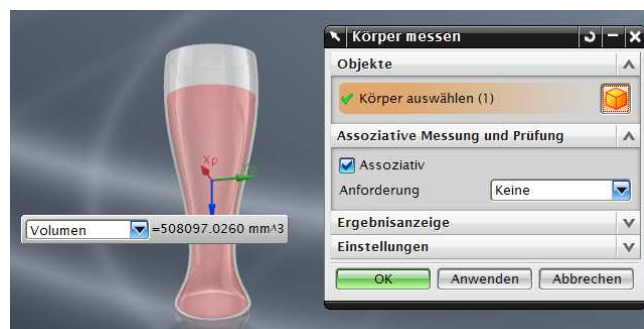 Körper messen
Objekte
Körper auswählen (1)
Assoziative Messung und Prüfung
Assoziativ
Anforderung Keine
Ergebnisanzeige
Einstellungen
OK Anwenden Abbrechen
Xp
Volumen =508097.0260 mm^3